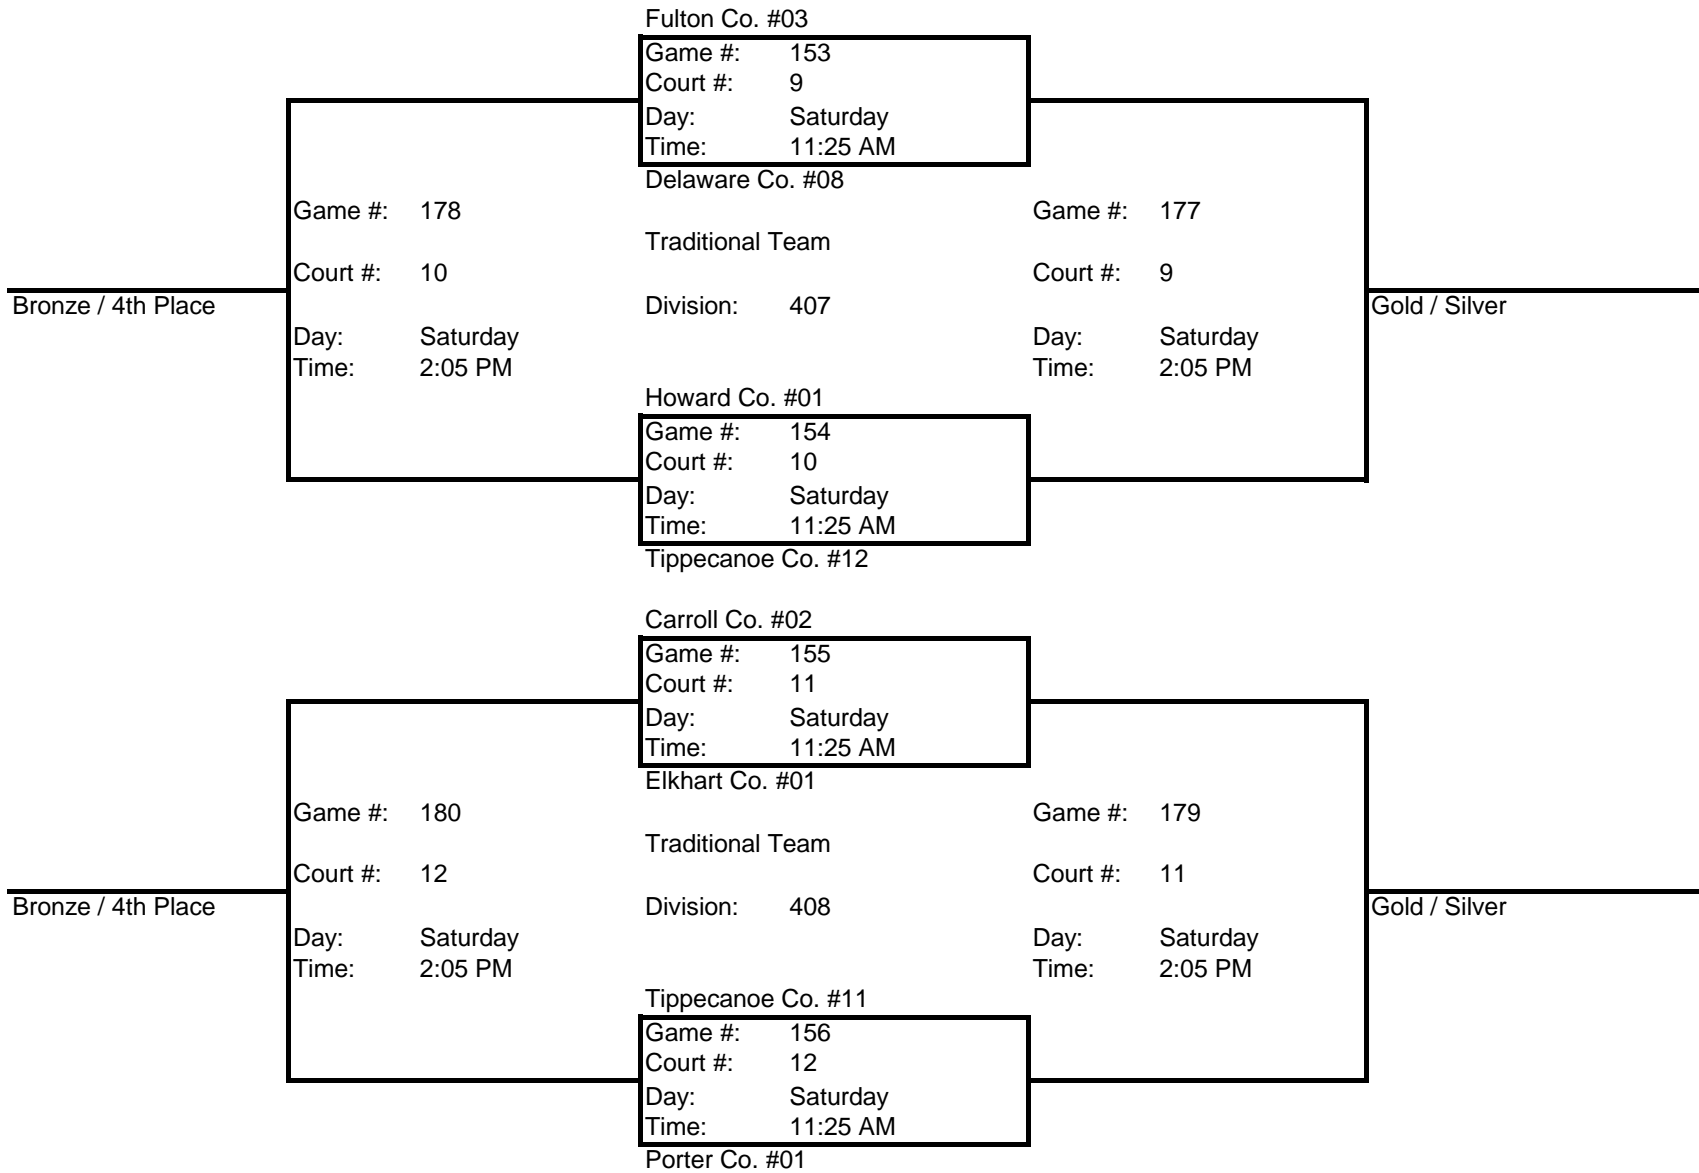 Fulton Co. #03
Game #: 153
Court #: 9
Day: Saturday
Time: 11:25 AM
Delaware Co. #08
Game #: 178 Game #: 177
Traditional Team
Court #: 10 Court #: 9
Bronze / 4th Place Division: 407 Gold / Silver
Day: Saturday Day: Saturday
Time: 2:05 PM Time: 2:05 PM
Howard Co. #01
Game #: 154
Court #: 10
Day: Saturday
Time: 11:25 AM
Tippecanoe Co. #12
Carroll Co. #02
Game #: 155
Court #: 11
Day: Saturday
Time: 11:25 AM
Elkhart Co. #01
Game #: 180 Game #: 179
Traditional Team
Court #: 12 Court #: 11
Bronze / 4th Place Division: 408 Gold / Silver
Day: Saturday Day: Saturday
Time: 2:05 PM Time: 2:05 PM
Tippecanoe Co. #11
Game #: 156
Court #: 12
Day: Saturday
Time: 11:25 AM
Porter Co. #01